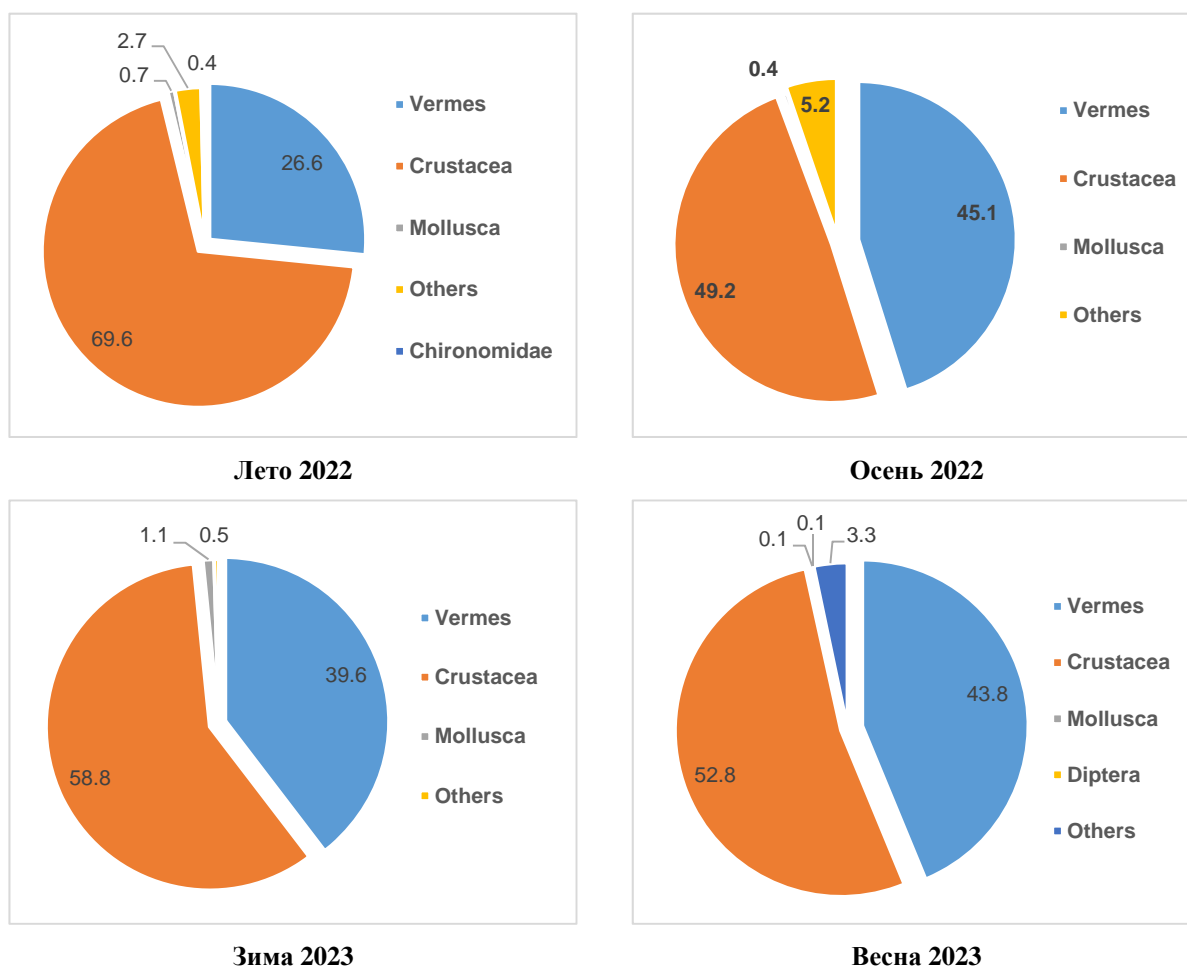 2.7
0.4
0.7
26.6
69.6
Vermes
Crustacea
Mollusca
Others
Chironomidae
Лето 2022
0.4
5.2
45.1
49.2
Vermes
Crustacea
Mollusca
Others
Осень 2022
1.1
0.5
39.6
58.8
Vermes
Crustacea
Mollusca
Others
Зима 2023
0.1
0.1
3.3
43.8
52.8
Vermes
Crustacea
Mollusca
Diptera
Others
Весна 2023